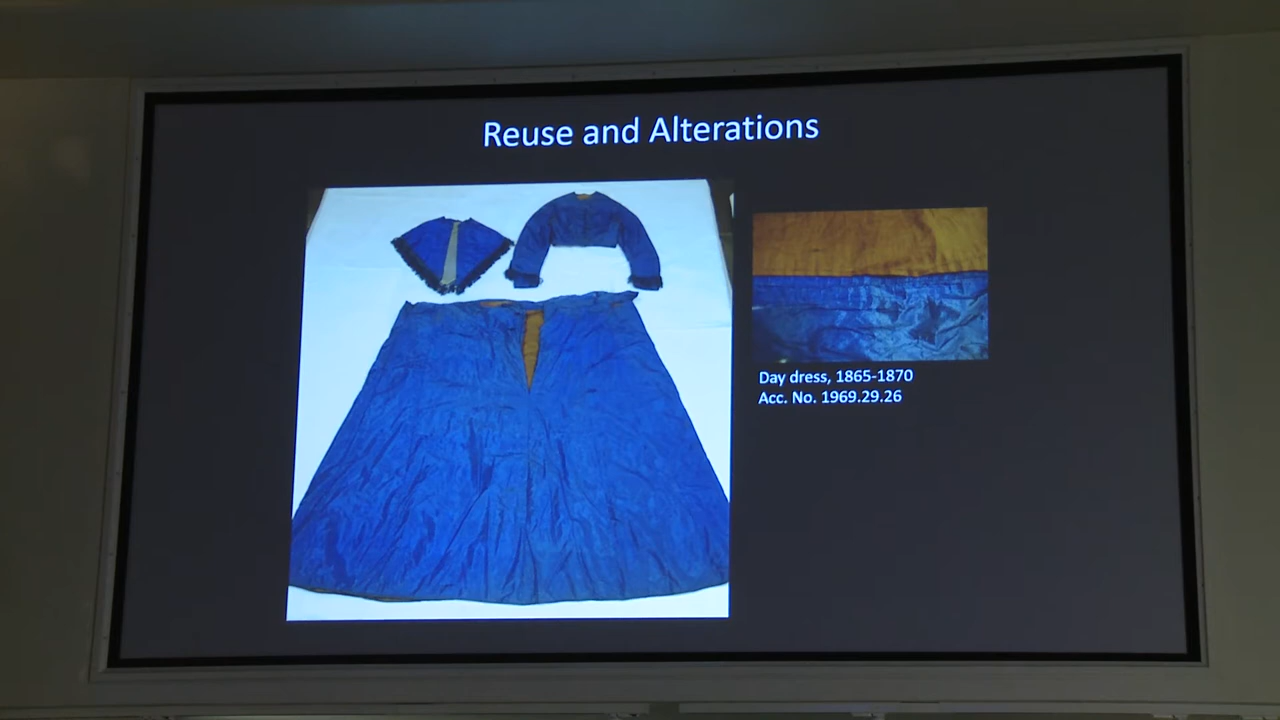 Reuse and Alterations
Day dress, 1865-1870
Acc. No. 1969.29.26